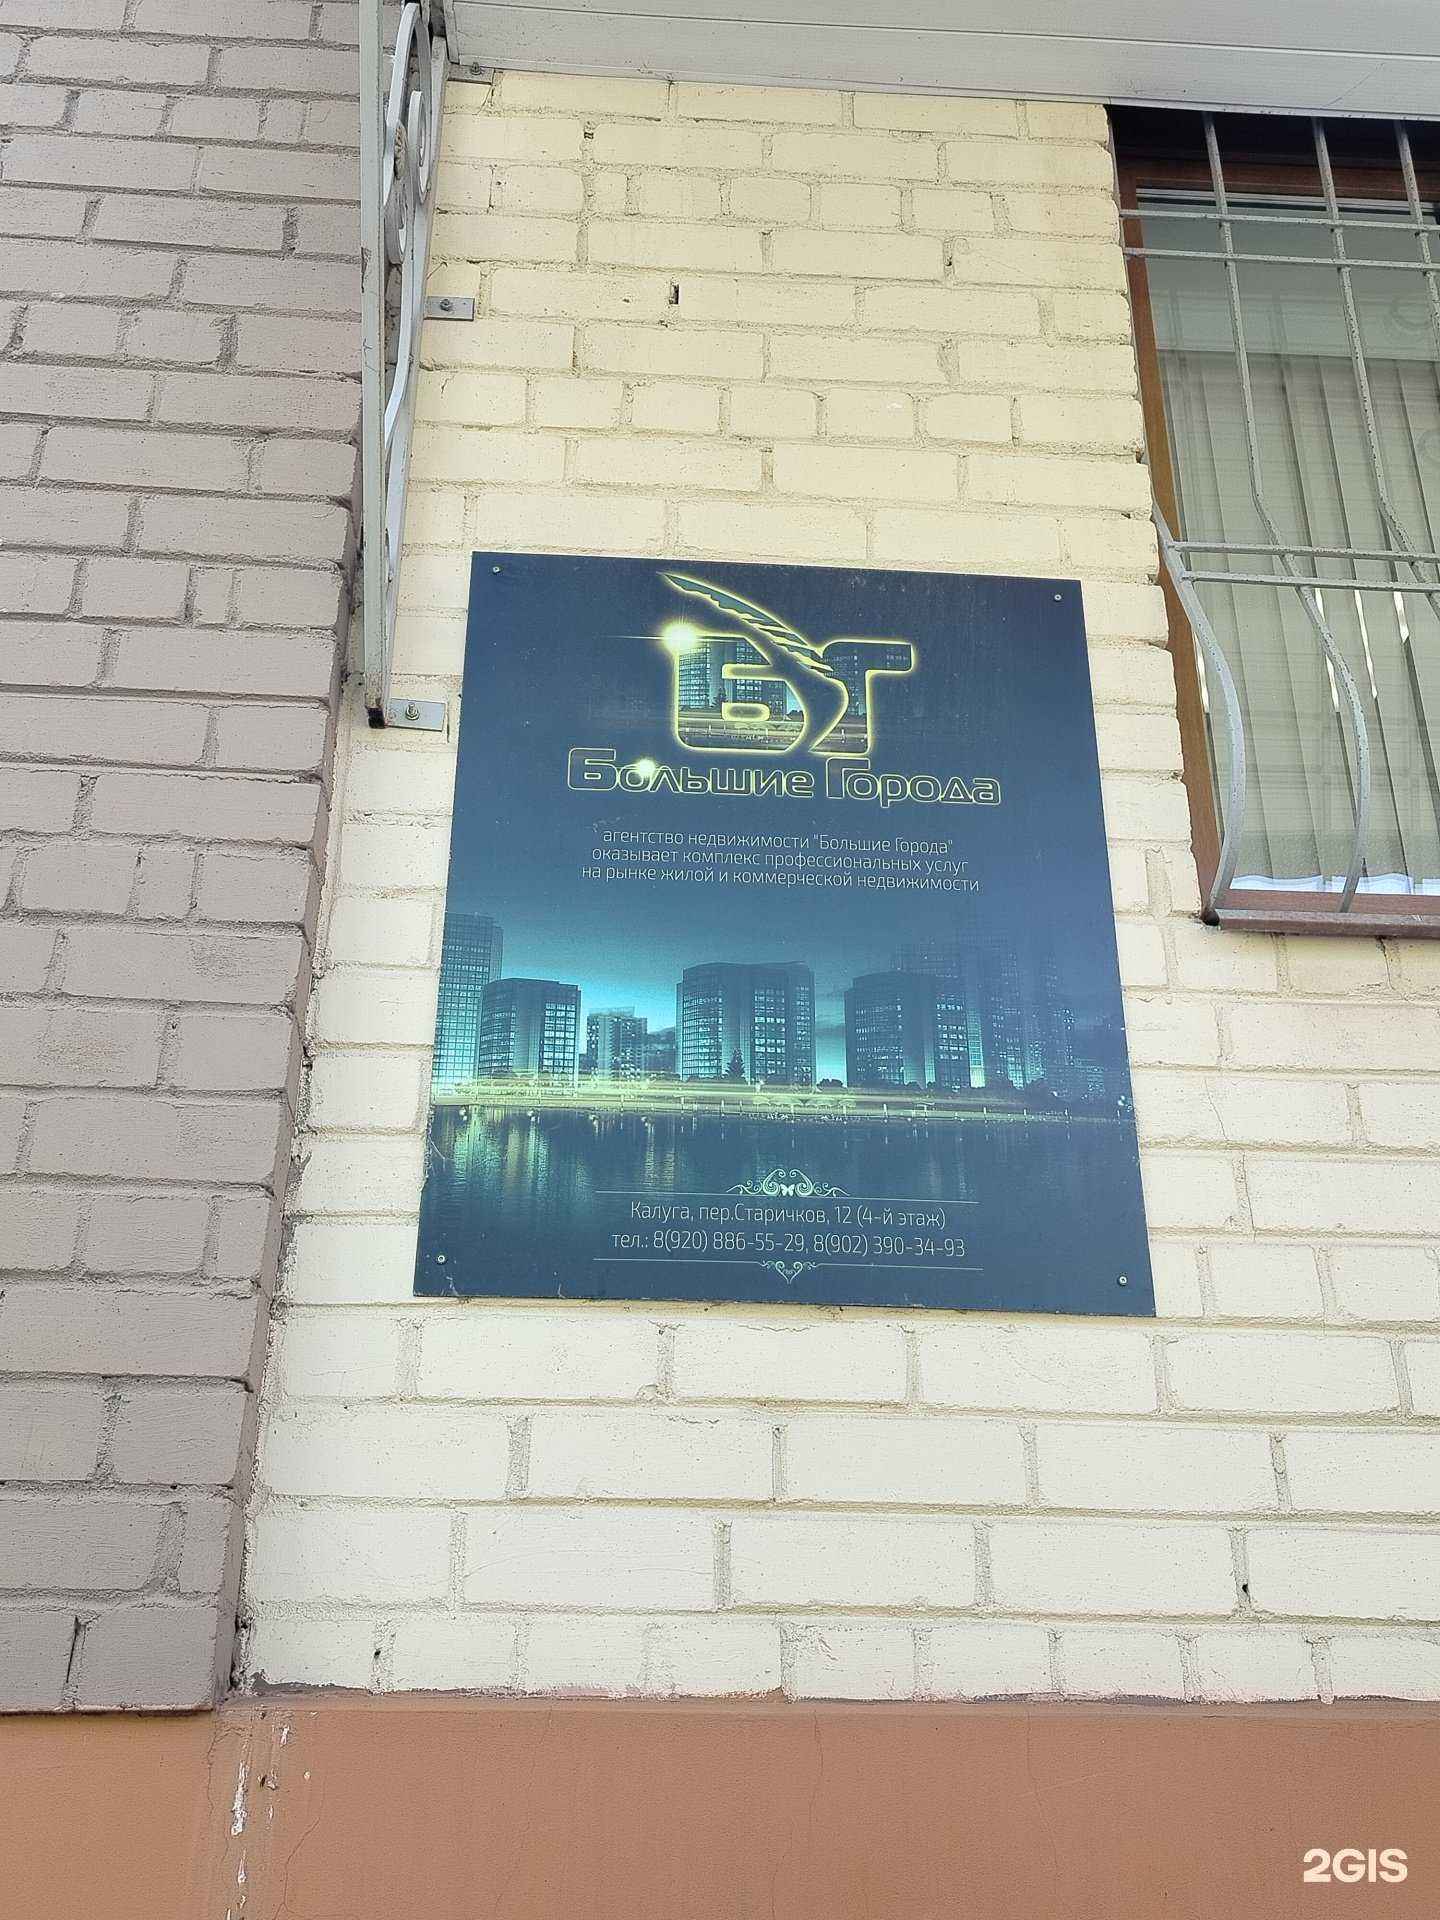 БГ
Большие Города
агентство недвижимости "Большие Города"
оказывает комплекс профессиональных услуг
на рынке жилой и коммерческой недвижимости
Калуга, пер.Старичков, 12 (4-й этаж)
тел.: 8(920) 886-55-29, 8(902) 390-34-93
2GIS